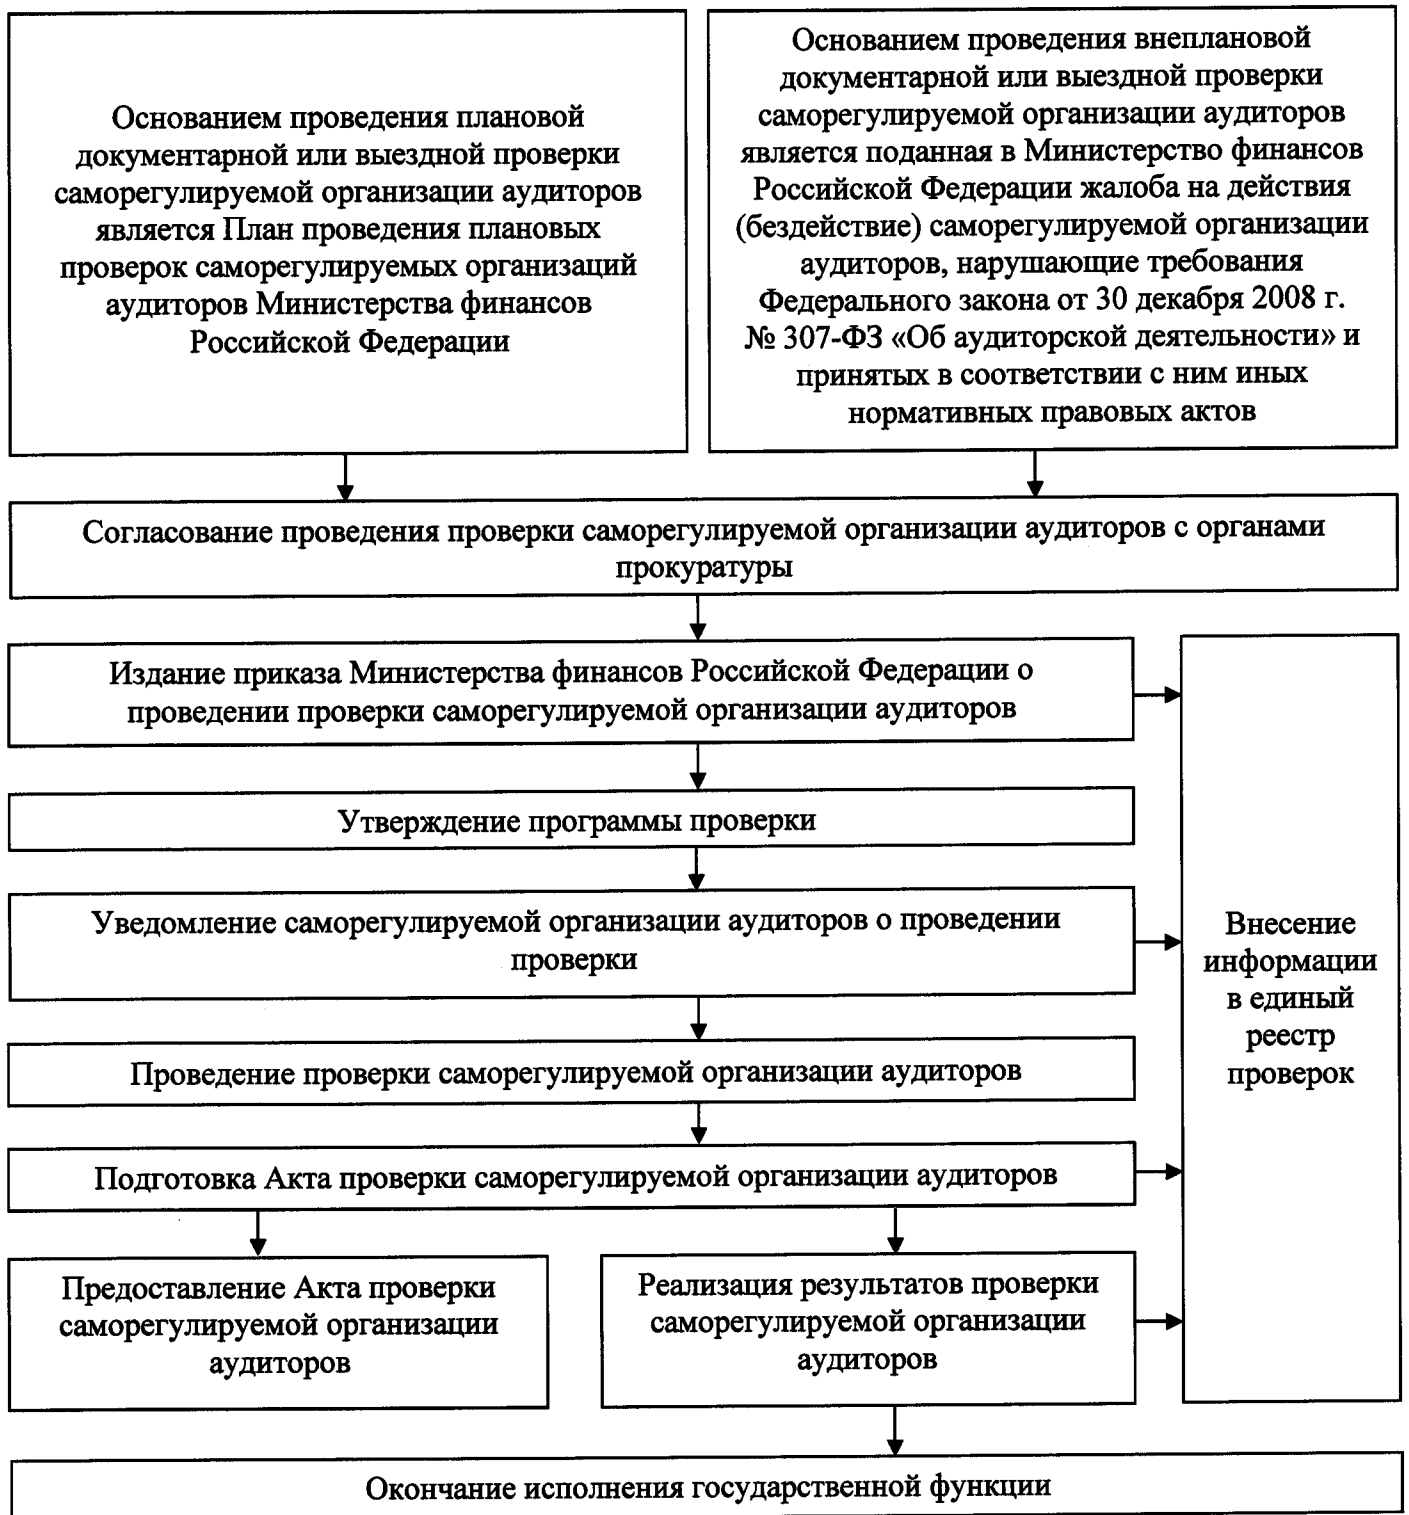 Основанием проведения плановой
документарной или выездной проверки
саморегулируемой организации аудиторов
является План проведения плановых
проверок саморегулируемых организаций
аудиторов Министерства финансов
Российской Федерации
Основанием проведения внеплановой
документарной или выездной проверки
саморегулируемой организации аудиторов
является поданная в Министерство финансов
Российской Федерации жалоба на действия
(бездействие) саморегулируемой организации
аудиторов, нарушающие требования
Федерального закона от 30 декабря 2008 г.
№ 307-ФЗ «Об аудиторской деятельности» и
принятых в соответствии с ним иных
нормативных правовых актов
Согласование проведения проверки саморегулируемой организации аудиторов с органами
прокуратуры
Издание приказа Министерства финансов Российской Федерации о
проведении проверки саморегулируемой организации аудиторов
Утверждение программы проверки
Уведомление саморегулируемой организации аудиторов о проведении
проверки
Проведение проверки саморегулируемой организации аудиторов
Подготовка Акта проверки саморегулируемой организации аудиторов
Предоставление Акта проверки
саморегулируемой организации
аудиторов
Реализация результатов проверки
саморегулируемой организации
аудиторов
Внесение
информации
в единый
реестр
проверок
Окончание исполнения государственной функции